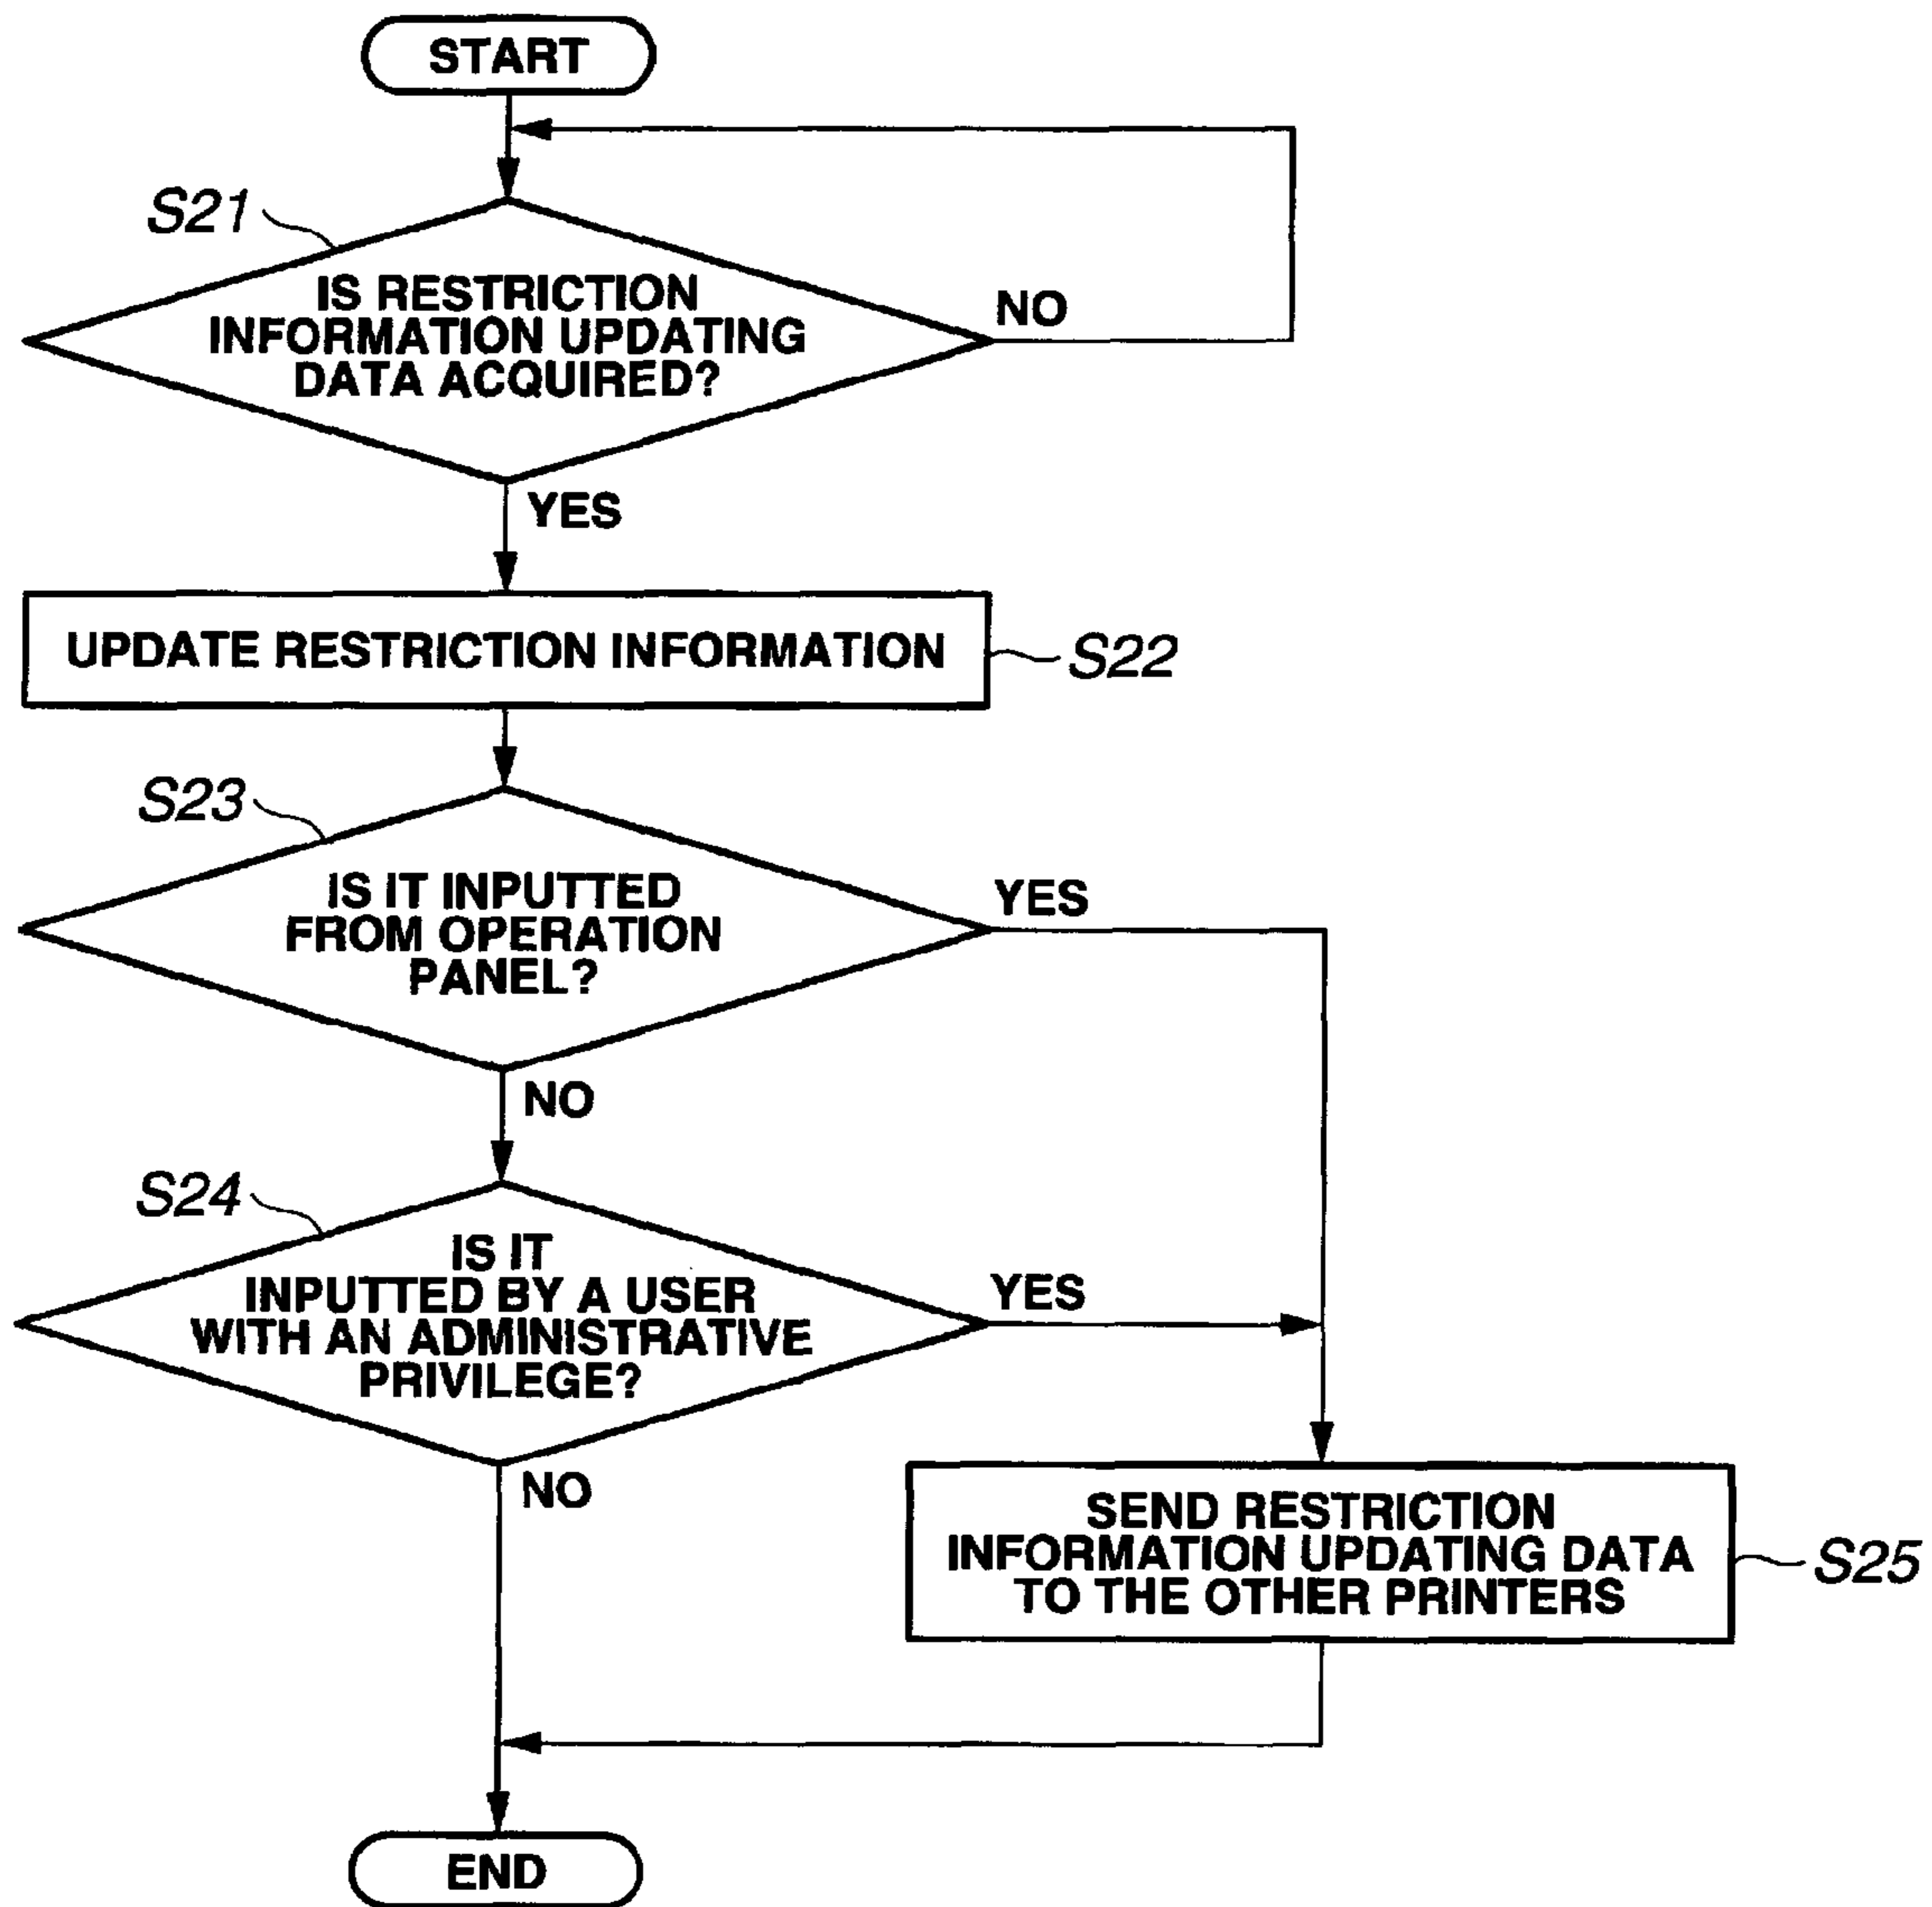 START
S21
IS RESTRICTION
INFORMATION UPDATING
DATA ACQUIRED?
NO
YES
UPDATE RESTRICTION INFORMATION
S22
S23
IS IT INPUTTED
FROM OPERATION
PANEL?
YES
NO
S24
IS IT
INPUTTED BY A USER
WITH AN ADMINISTRATIVE
PRIVILEGE?
YES
NO
SEND RESTRICTION
INFORMATION UPDATING DATA
TO THE OTHER PRINTERS
S25
END